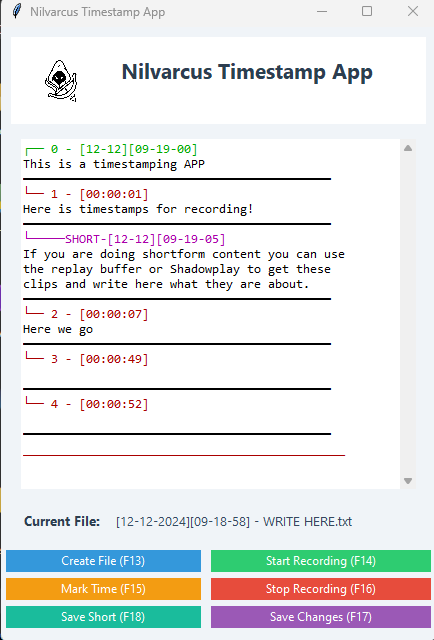 Nilvarcus Timestamp App
Nilvarcus Timestamp App
┌── 0 - [12-12][09-19-00]
This is a timestamping APP
└── 1 - [00:00:01]
Here is timestamps for recording!
└─────SHORT-[12-12][09-19-05]
If you are doing shortform content you can use
the replay buffer or Shadowplay to get these
clips and write here what they are about.
└── 2 - [00:00:07]
Here we go
└── 3 - [00:00:49]
└── 4 - [00:00:52]
Current File: [12-12-2024][09-18-58] - WRITE HERE.txt
Create File (F13) Start Recording (F14)
Mark Time (F15) Stop Recording (F16)
Save Short (F18) Save Changes (F17)